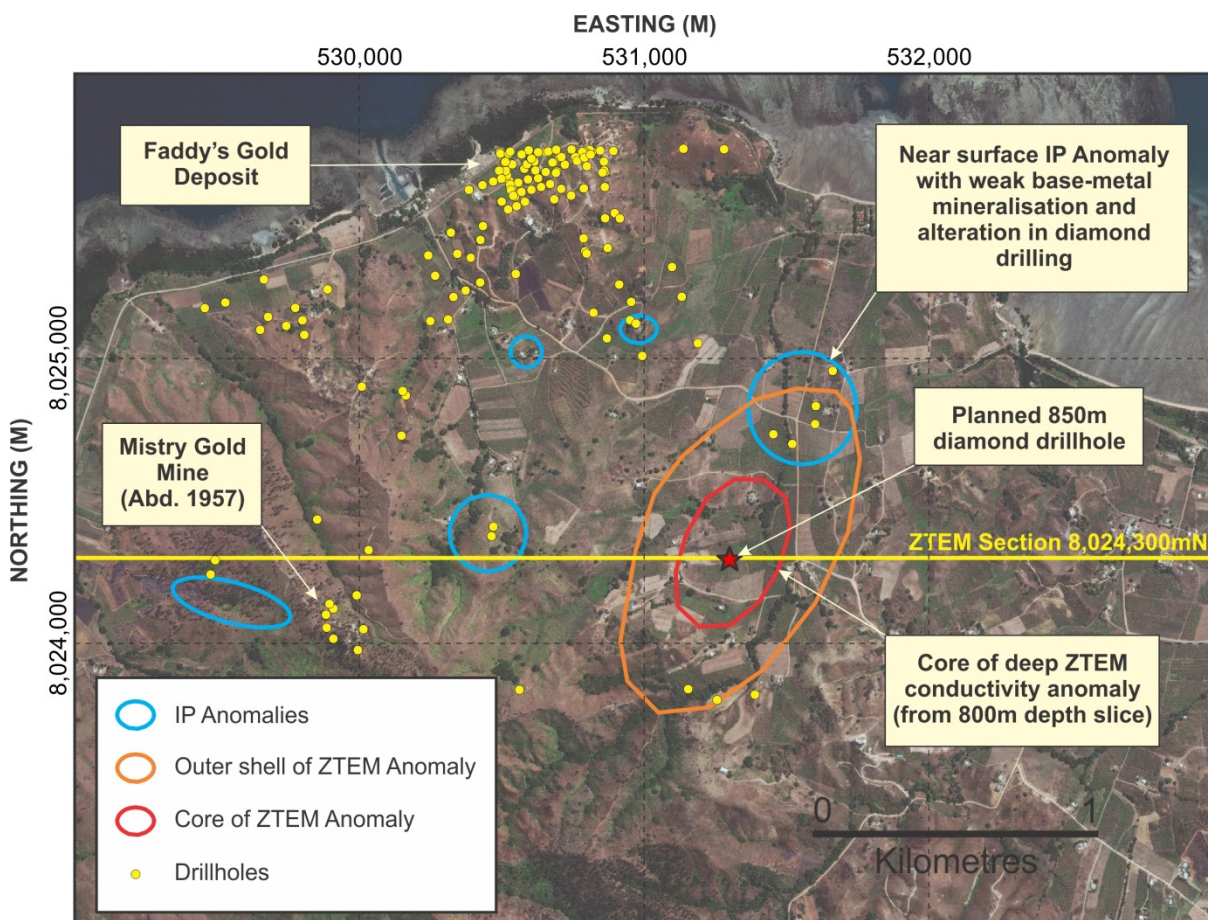 EASTING (M)
530,000
531,000
532,000
NORTHING (M)
8,025,000
8,024,000
Faddy's Gold
Deposit
Near surface IP Anomaly
with weak base-metal
mineralisation and
alteration in diamond
drilling
Planned 850m
diamond drillhole
Mistry Gold
Mine
(Abd. 1957)
ZTEM Section 8,024,300mN
Core of deep ZTEM
conductivity anomaly
(from 800m depth slice)
IP Anomalies
Outer shell of ZTEM Anomaly
Core of ZTEM Anomaly
Drillholes
0
1
Kilometres